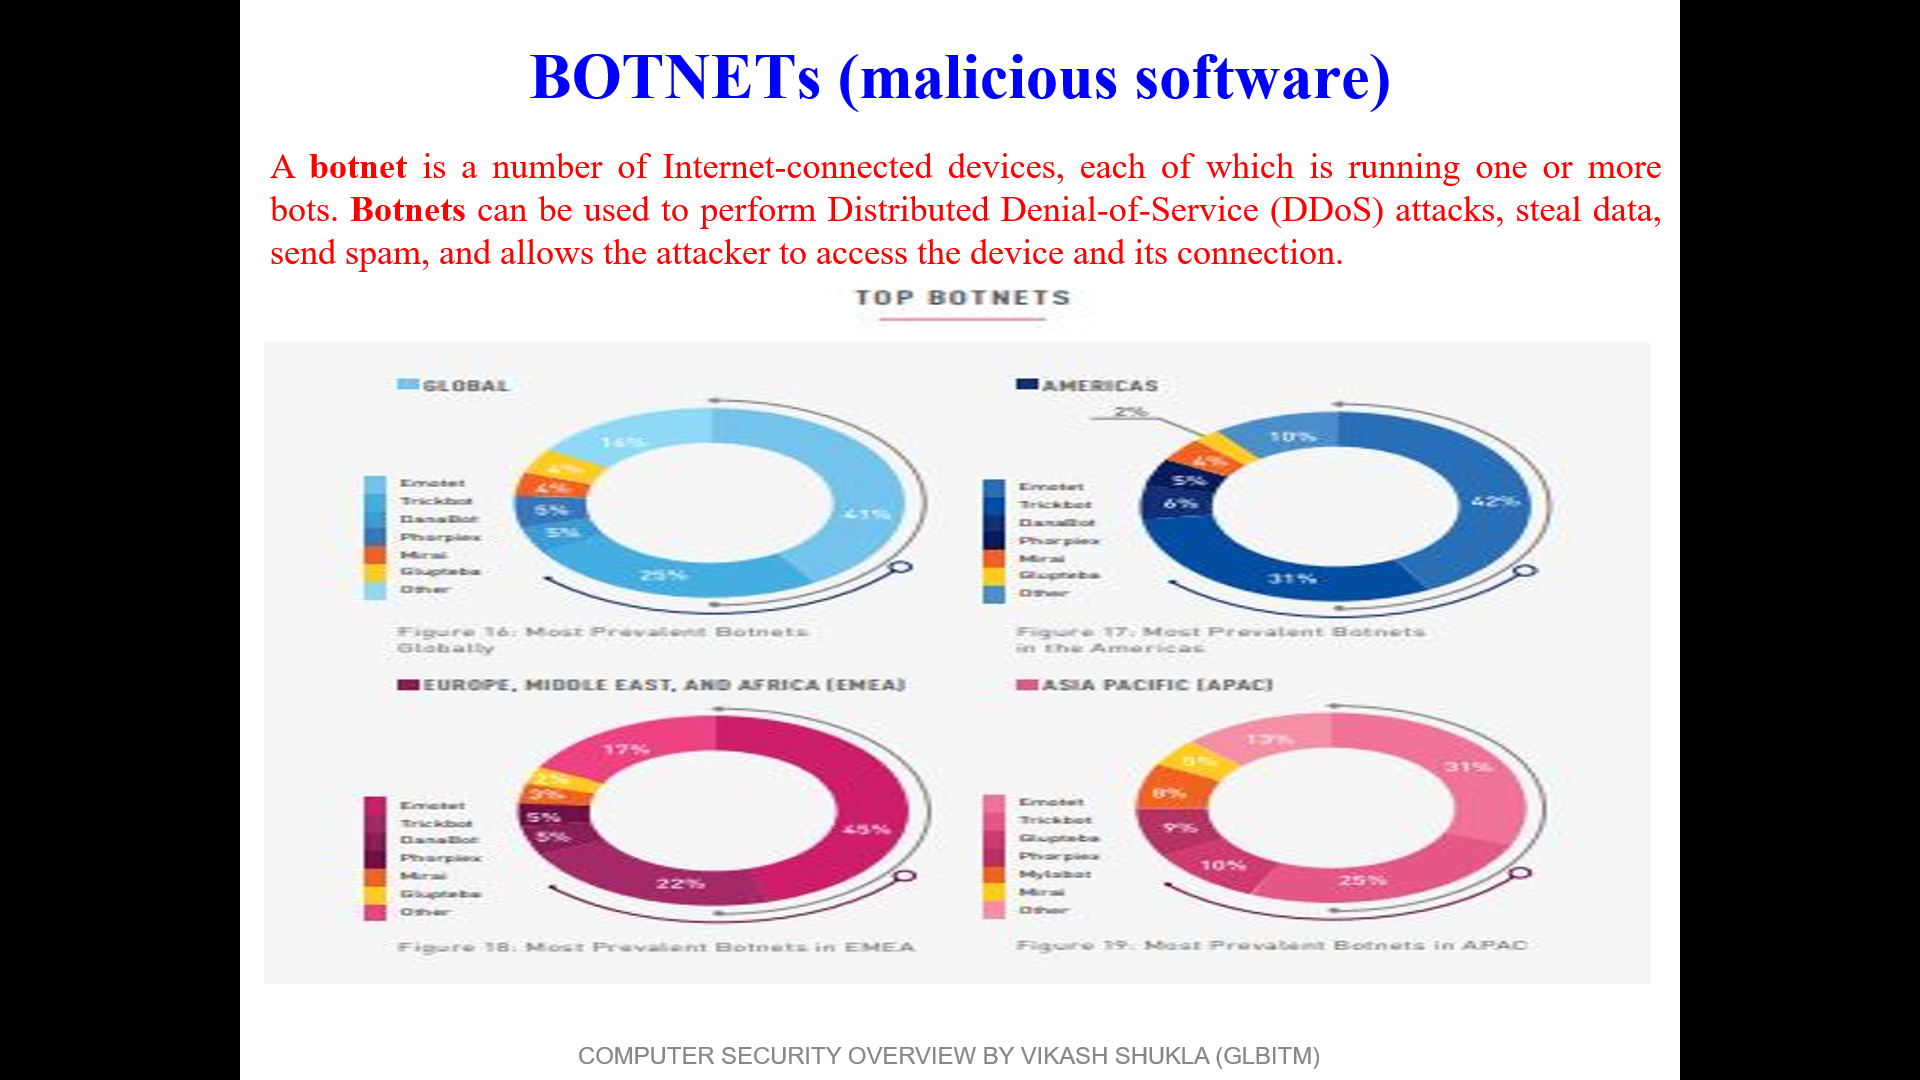 BOTNETs (malicious software)
A botnet is a number of Internet-connected devices, each of which is running one or more
bots. Botnets can be used to perform Distributed Denial-of-Service (DDoS) attacks, steal data,
send spam, and allows the attacker to access the device and its connection.
TOP BOTNETS
GLOBAL
41%
25%
5%
5%
4%
4%
Emotet
Trickbot
DanaBot
Phorpiex
Mirai
Glupteba
Other
Figure 16: Most Prevalent Botnets
Globally
AMERICAS
2%
10%
42%
31%
6%
5%
4%
Emotet
Trickbot
DanaBot
Phorpiex
Mirai
Glupteba
Other
Figure 17: Most Prevalent Botnets
in the Americas
EUROPE, MIDDLE EAST, AND AFRICA (EMEA)
17%
45%
22%
5%
5%
3%
2%
Emotet
Trickbot
DanaBot
Phorpiex
Mirai
Glupteba
Other
Figure 18: Most Prevalent Botnets in EMEA
ASIA PACIFIC (APAC)
13%
31%
25%
10%
9%
8%
5%
Emotet
Trickbot
Glupteba
Phorpiex
Mylobot
Mirai
Other
Figure 19: Most Prevalent Botnets in APAC
COMPUTER SECURITY OVERVIEW BY VIKASH SHUKLA (GLBITM)